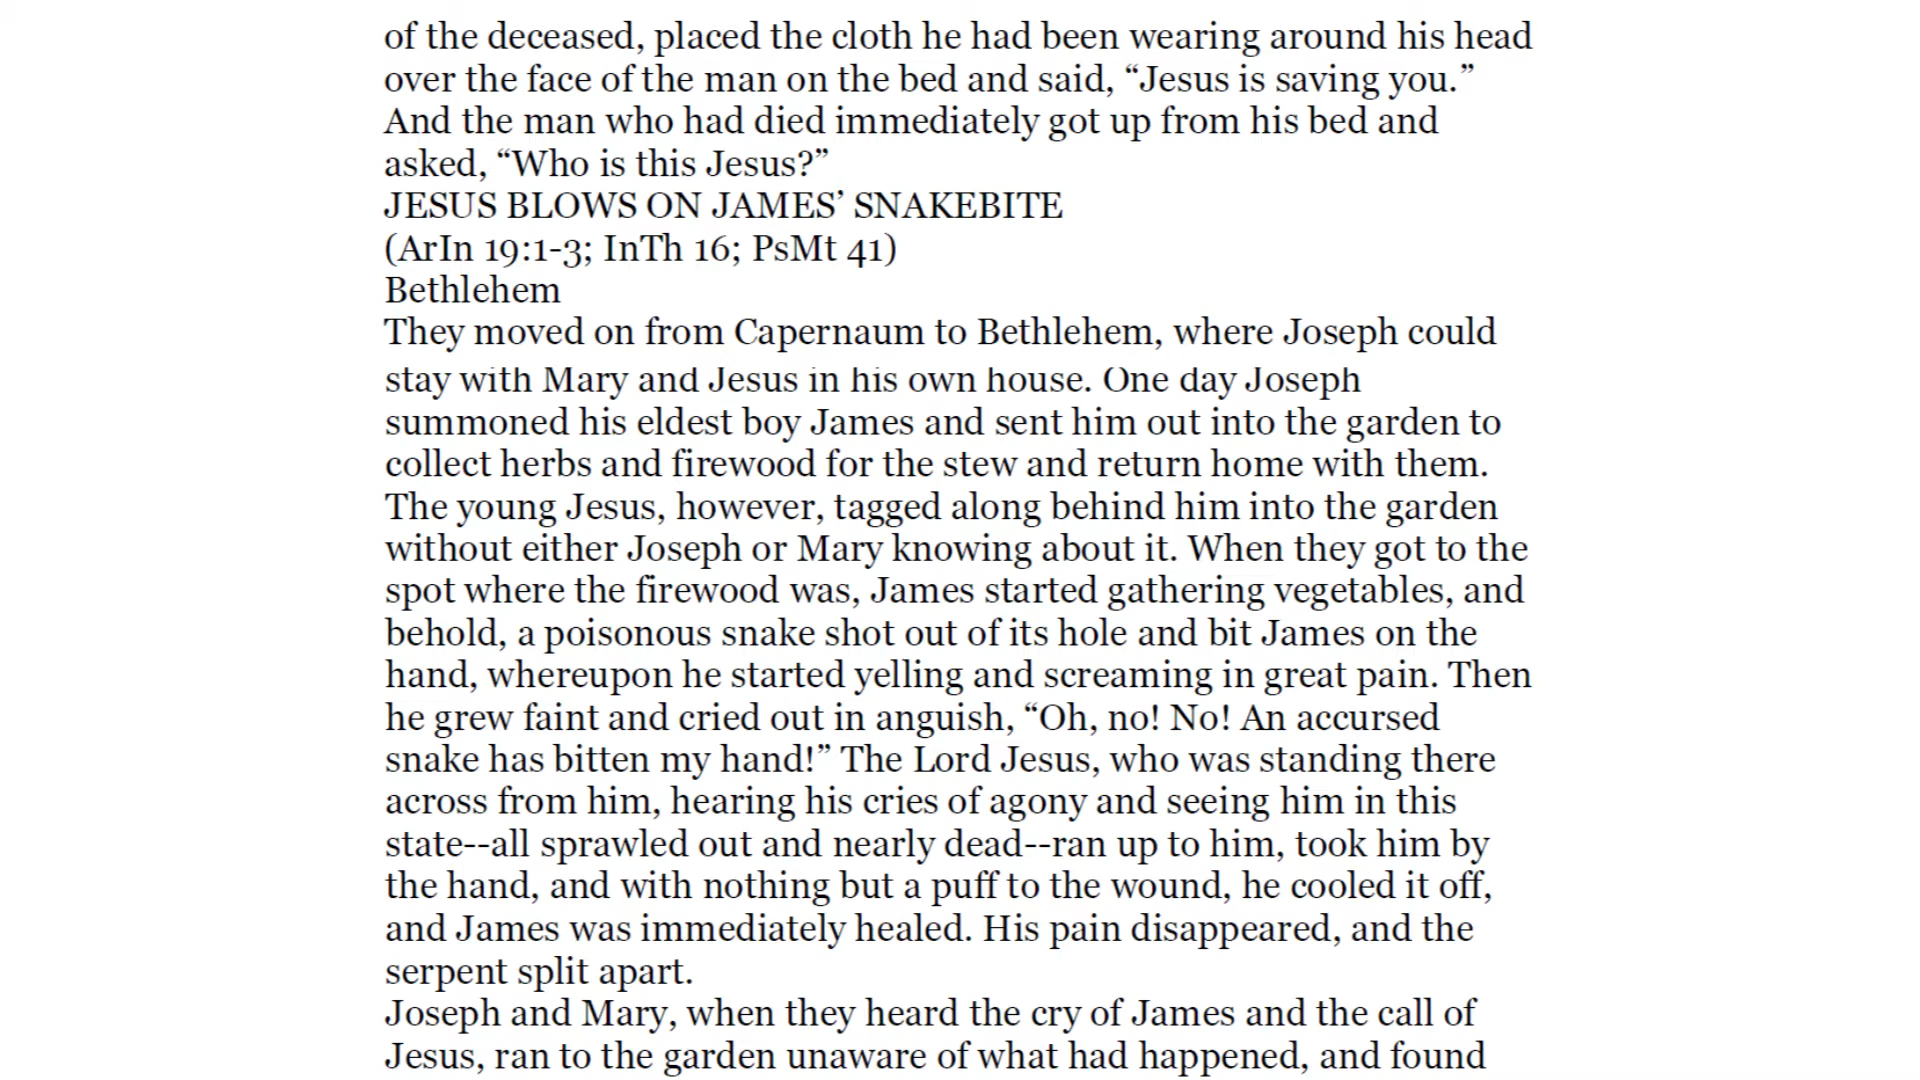 of the deceased, placed the cloth he had been wearing around his head
over the face of the man on the bed and said, “Jesus is saving you.”
And the man who had died immediately got up from his bed and
asked, “Who is this Jesus?”
JESUS BLOWS ON JAMES’ SNAKEBITE
(ArIn 19:1-3; InTh 16; PsMt 41)
Bethlehem
They moved on from Capernaum to Bethlehem, where Joseph could
stay with Mary and Jesus in his own house. One day Joseph
summoned his eldest boy James and sent him out into the garden to
collect herbs and firewood for the stew and return home with them.
The young Jesus, however, tagged along behind him into the garden
without either Joseph or Mary knowing about it. When they got to the
spot where the firewood was, James started gathering vegetables, and
behold, a poisonous snake shot out of its hole and bit James on the
hand, whereupon he started yelling and screaming in great pain. Then
he grew faint and cried out in anguish, “Oh, no! No! An accursed
snake has bitten my hand!” The Lord Jesus, who was standing there
across from him, hearing his cries of agony and seeing him in this
state--all sprawled out and nearly dead--ran up to him, took him by
the hand, and with nothing but a puff to the wound, he cooled it off,
and James was immediately healed. His pain disappeared, and the
serpent split apart.
Joseph and Mary, when they heard the cry of James and the call of
Jesus, ran to the garden unaware of what had happened, and found